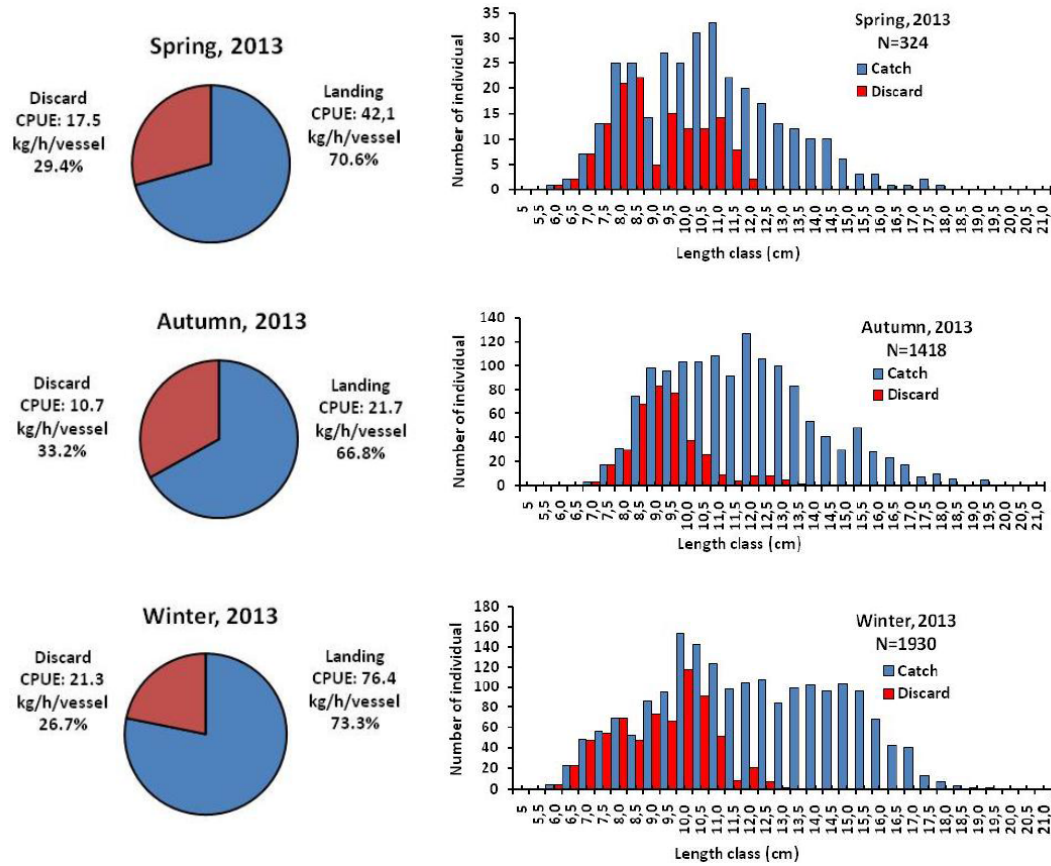 Spring, 2013
Discard
CPUE: 17.5
kg/h/vessel
29.4%
Landing
CPUE: 42,1
kg/h/vessel
70.6%
Spring, 2013
N=324
Catch
Discard
Number of individual
35
30
25
20
15
10
5
0
5 5,5 6,0 6,5 7,0 7,5 8,0 8,5 9,0 9,5 10,0 10,5 11,0 11,5 12,0 12,5 13,0 13,5 14,0 14,5 15,0 15,5 16,0 16,5 17,0 17,5 18,0 18,5 19,0 19,5 20,0 20,5 21,0
Length class (cm)
Autumn, 2013
Discard
CPUE: 10.7
kg/h/vessel
33.2%
Landing
CPUE: 21.7
kg/h/vessel
66.8%
Autumn, 2013
N=1418
Catch
Discard
Number of individual
140
120
100
80
60
40
20
0
5 5,5 6,0 6,5 7,0 7,5 8,0 8,5 9,0 9,5 10,0 10,5 11,0 11,5 12,0 12,5 13,0 13,5 14,0 14,5 15,0 15,5 16,0 16,5 17,0 17,5 18,0 18,5 19,0 19,5 20,0 20,5 21,0
Length class (cm)
Winter, 2013
Discard
CPUE: 21.3
kg/h/vessel
26.7%
Landing
CPUE: 76.4
kg/h/vessel
73.3%
Winter, 2013
N=1930
Catch
Discard
Number of individual
180
160
140
120
100
80
60
40
20
0
5 5,5 6,0 6,5 7,0 7,5 8,0 8,5 9,0 9,5 10,0 10,5 11,0 11,5 12,0 12,5 13,0 13,5 14,0 14,5 15,0 15,5 16,0 16,5 17,0 17,5 18,0 18,5 19,0 19,5 20,0 20,5 21,0
Length class (cm)